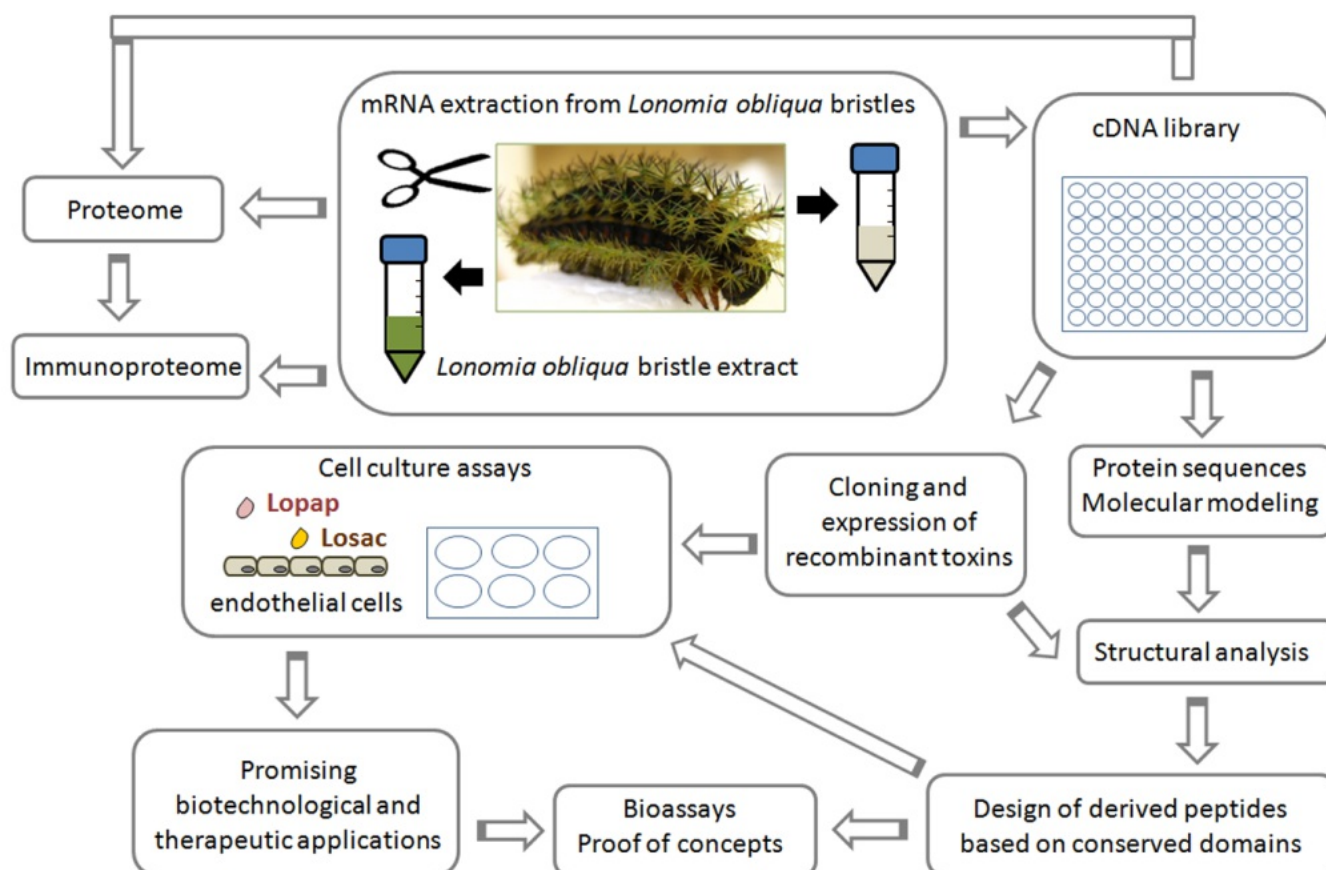 mRNA extraction from Lonomia obliqua bristles
Lonomia obliqua bristle extract
cDNA library
Proteome
Immunoproteome
Cell culture assays
Lopap
Losac
endothelial cells
Cloning and
expression of
recombinant toxins
Protein sequences
Molecular modeling
Structural analysis
Promising
biotechnological and
therapeutic applications
Bioassays
Proof of concepts
Design of derived peptides
based on conserved domains